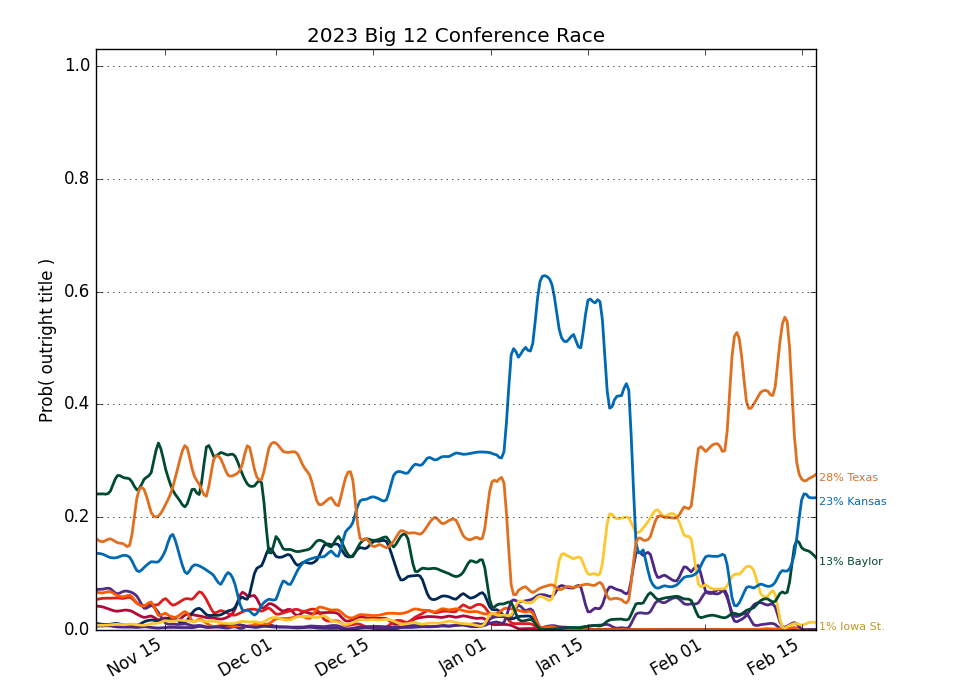 2023 Big 12 Conference Race
Prob( outright title )
1.0
0.8
0.6
0.4
0.2
0.0
28% Texas
23% Kansas
13% Baylor
1% Iowa St.
Nov 15
Dec 01
Dec 15
Jan 01
Jan 15
Feb 01
Feb 15